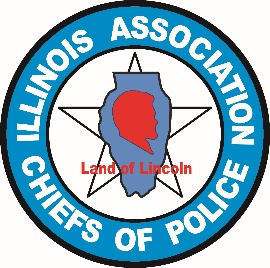 ILLINOIS ASSOCIATION
Land of Lincoln
CHIEFS OF POLICE